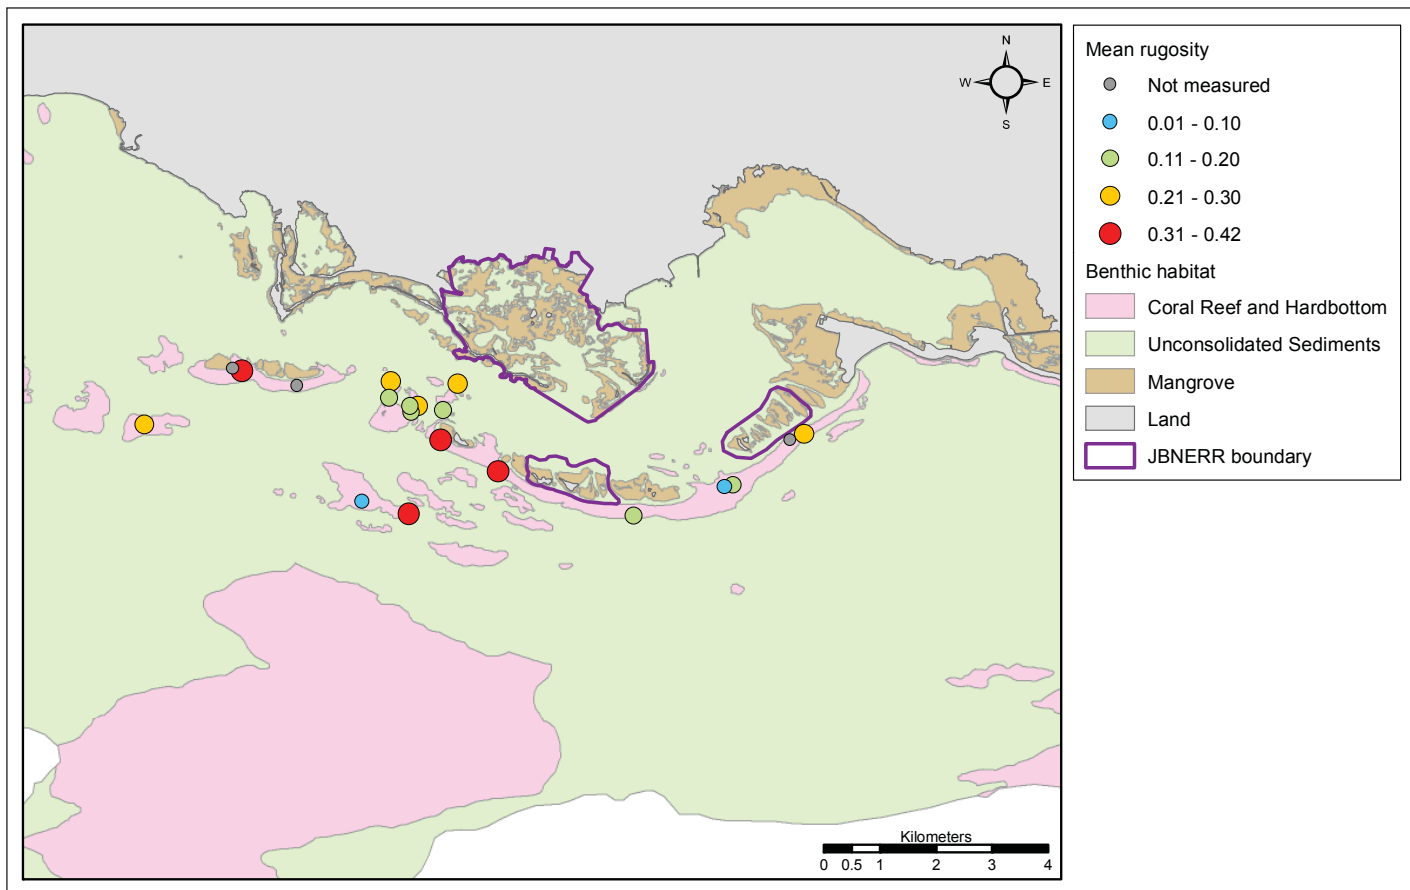 N
W E
S
Kilometers
0 0.5 1 2 3 4
Mean rugosity
Not measured
0.01 - 0.10
0.11 - 0.20
0.21 - 0.30
0.31 - 0.42
Benthic habitat
Coral Reef and Hardbottom
Unconsolidated Sediments
Mangrove
Land
JBNERR boundary